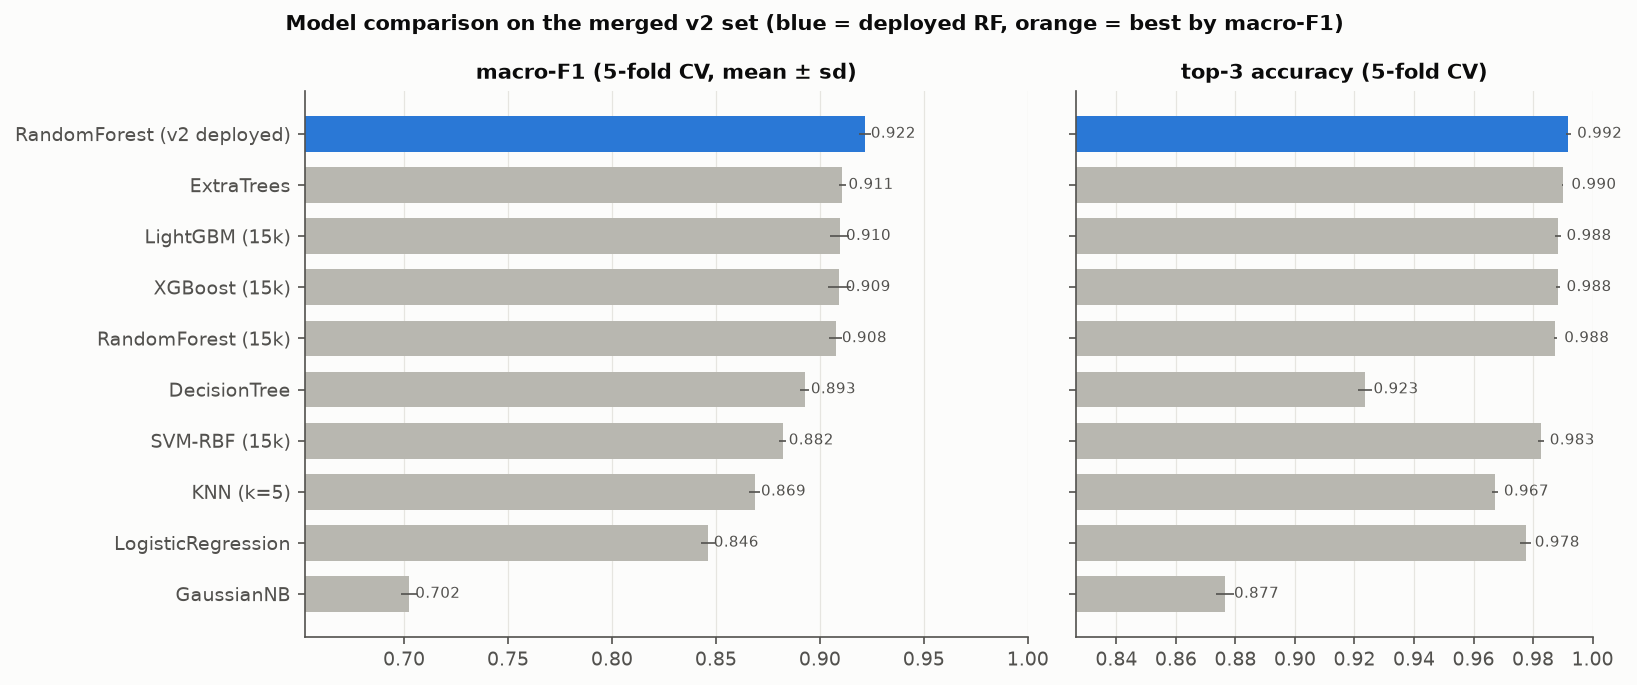 Model comparison on the merged v2 set (blue = deployed RF, orange = best by macro-F1)
macro-F1 (5-fold CV, mean ± sd)
RandomForest (v2 deployed) 0.922
ExtraTrees 0.911
LightGBM (15k) 0.910
XGBoost (15k) 0.909
RandomForest (15k) 0.908
DecisionTree 0.893
SVM-RBF (15k) 0.882
KNN (k=5) 0.869
LogisticRegression 0.846
GaussianNB 0.702
0.70 0.75 0.80 0.85 0.90 0.95 1.00
top-3 accuracy (5-fold CV)
0.992
0.990
0.988
0.988
0.988
0.923
0.983
0.967
0.978
0.877
0.84 0.86 0.88 0.90 0.92 0.94 0.96 0.98 1.00